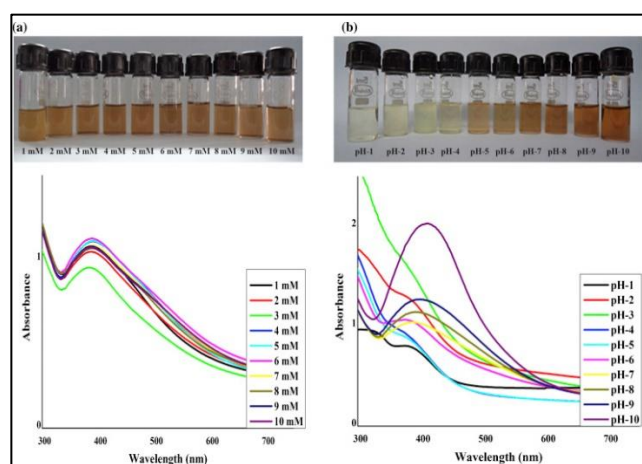 (a)
1 mM 2 mM 3 mM 4 mM 5 mM 6 mM 7 mM 8 mM 9 mM 10 mM
Absorbance
1
0
300 400 500 600 700
Wavelength (nm)
1 mM
2 mM
3 mM
4 mM
5 mM
6 mM
7 mM
8 mM
9 mM
10 mM
(b)
pH-1 pH-2 pH-3 pH-4 pH-5 pH-6 pH-7 pH-8 pH-9 pH-10
Absorbance
2
1
0
300 400 500 600
Wavelength (nm)
pH-1
pH-2
pH-3
pH-4
pH-5
pH-6
pH-7
pH-8
pH-9
pH-10